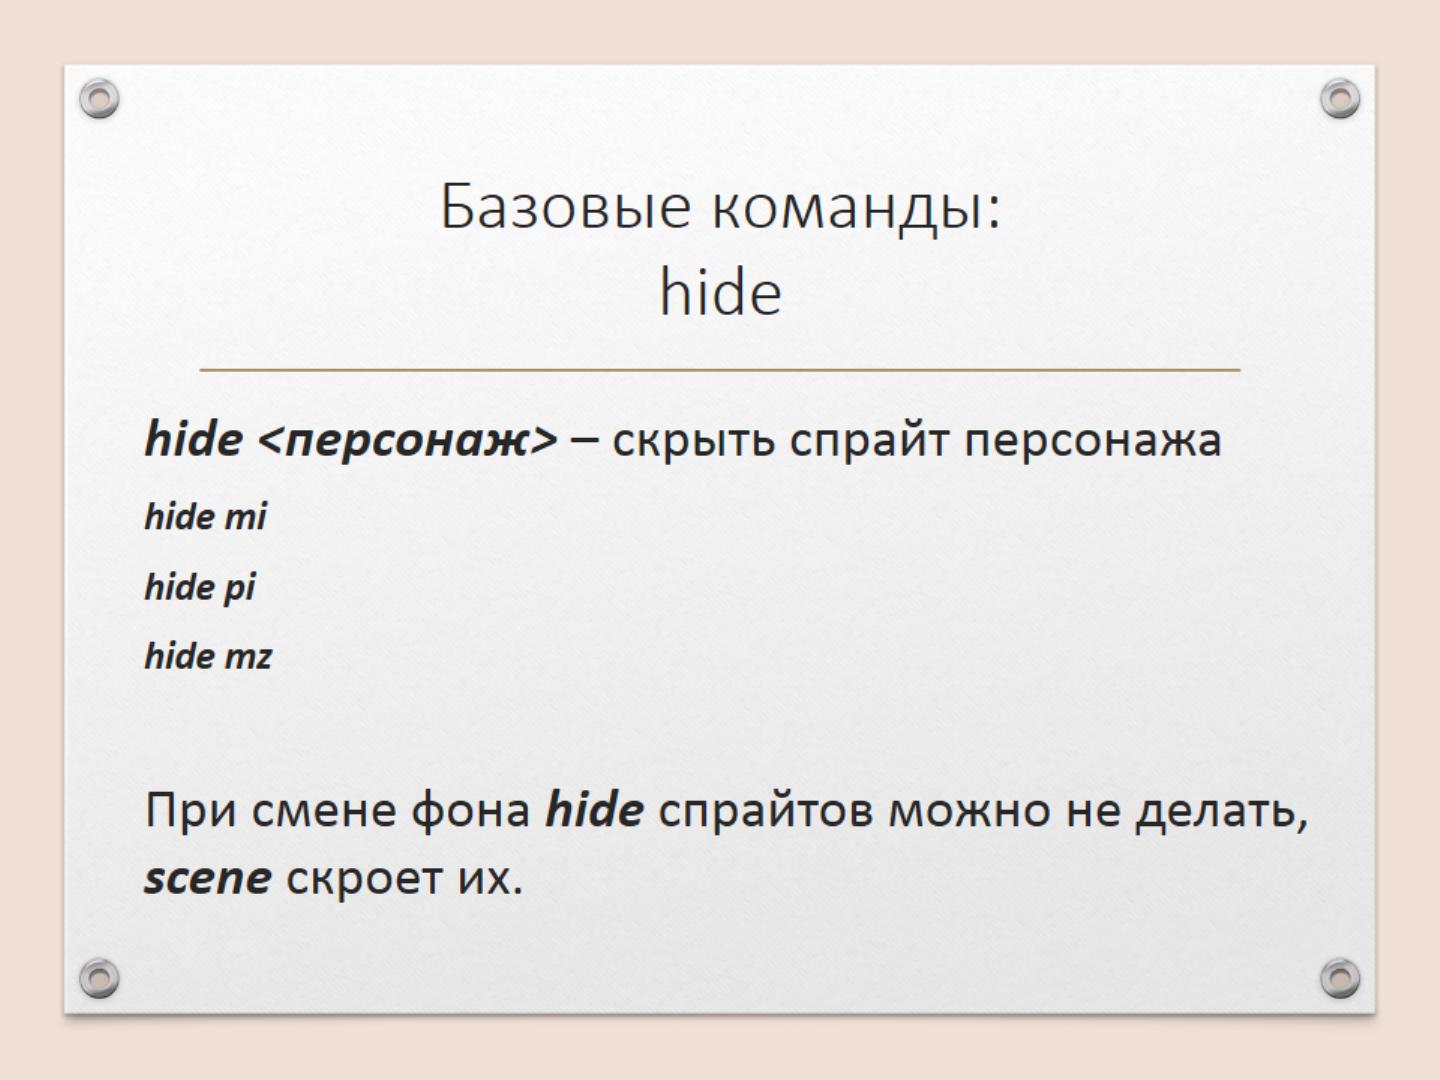 Базовые команды:
hide
hide <персонаж> – скрыть спрайт персонажа
hide mi
hide pi
hide mz
При смене фона hide спрайтов можно не делать,
scene скроет их.